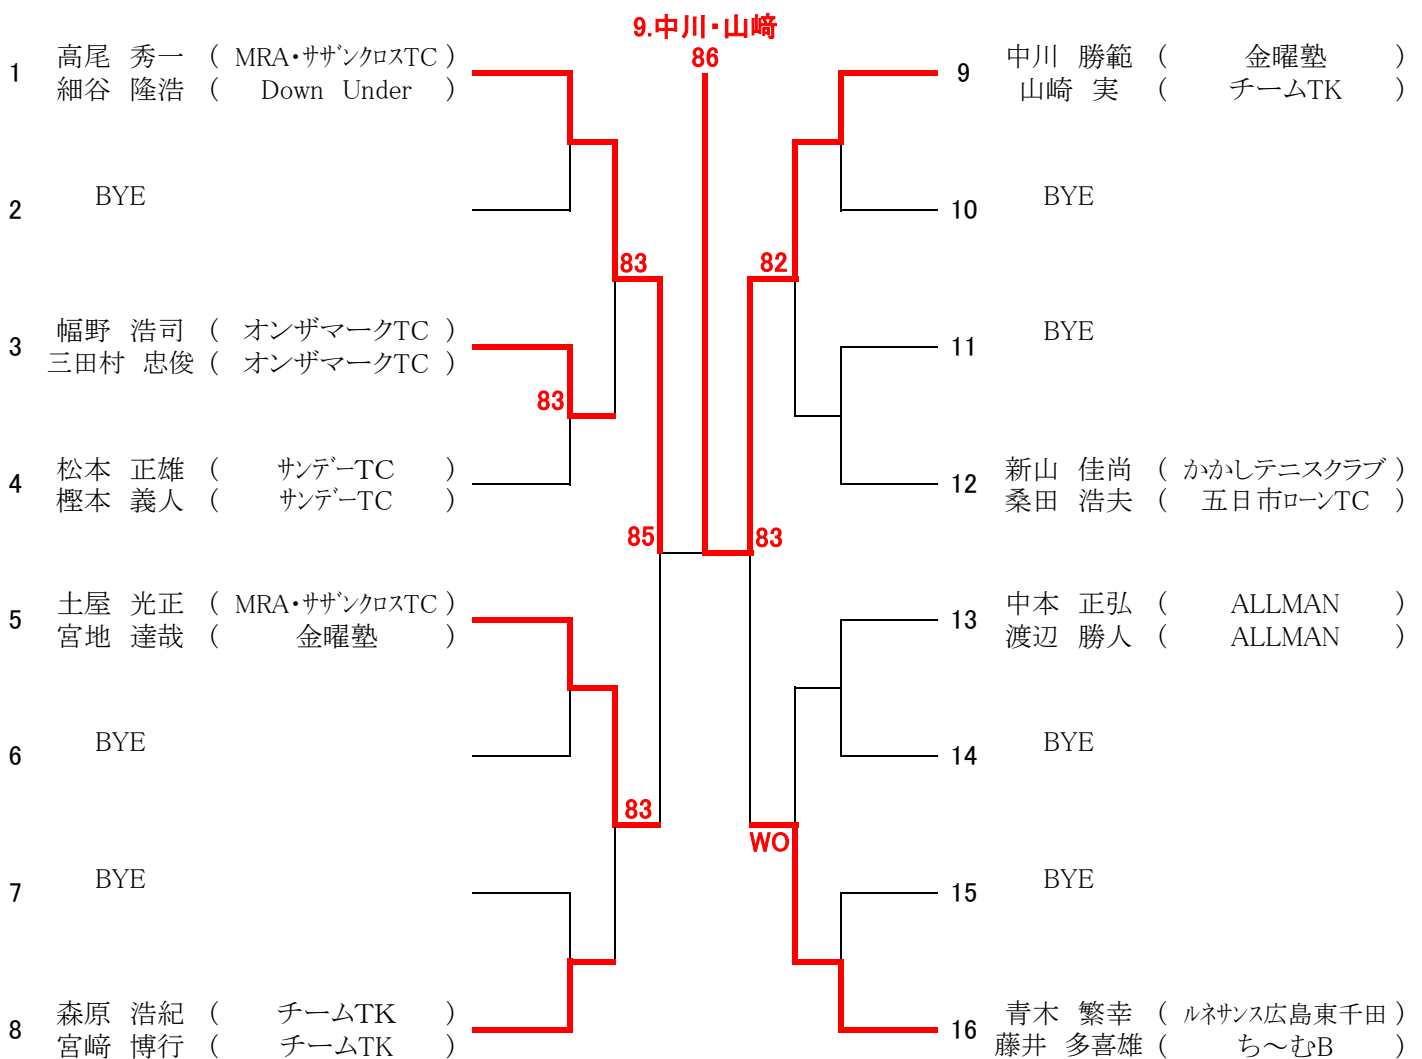 9.中川・山﨑
86
1 高尾 秀一 ( MRA・サザンクロスTC )
細谷 隆浩 ( Down Under )
2 BYE
83
3 幅野 浩司 ( オンザマークTC )
三田村 忠俊 ( オンザマークTC )
83
4 松本 正雄 ( サンデーTC )
樫本 義人 ( サンデーTC )
85
5 土屋 光正 ( MRA・サザンクロスTC )
宮地 達哉 ( 金曜塾 )
6 BYE
83
7 BYE
8 森原 浩紀 ( チームTK )
宮﨑 博行 ( チームTK )
9 中川 勝範 ( 金曜塾 )
山崎 実 ( チームTK )
10 BYE
82
11 BYE
12 新山 佳尚 ( かかしテニスクラブ )
桑田 浩夫 ( 五日市ローンTC )
83
13 中本 正弘 ( ALLMAN )
渡辺 勝人 ( ALLMAN )
14 BYE
WO
15 BYE
16 青木 繁幸 ( ルネサンス広島東千田 )
藤井 多喜雄 ( ち～むB )